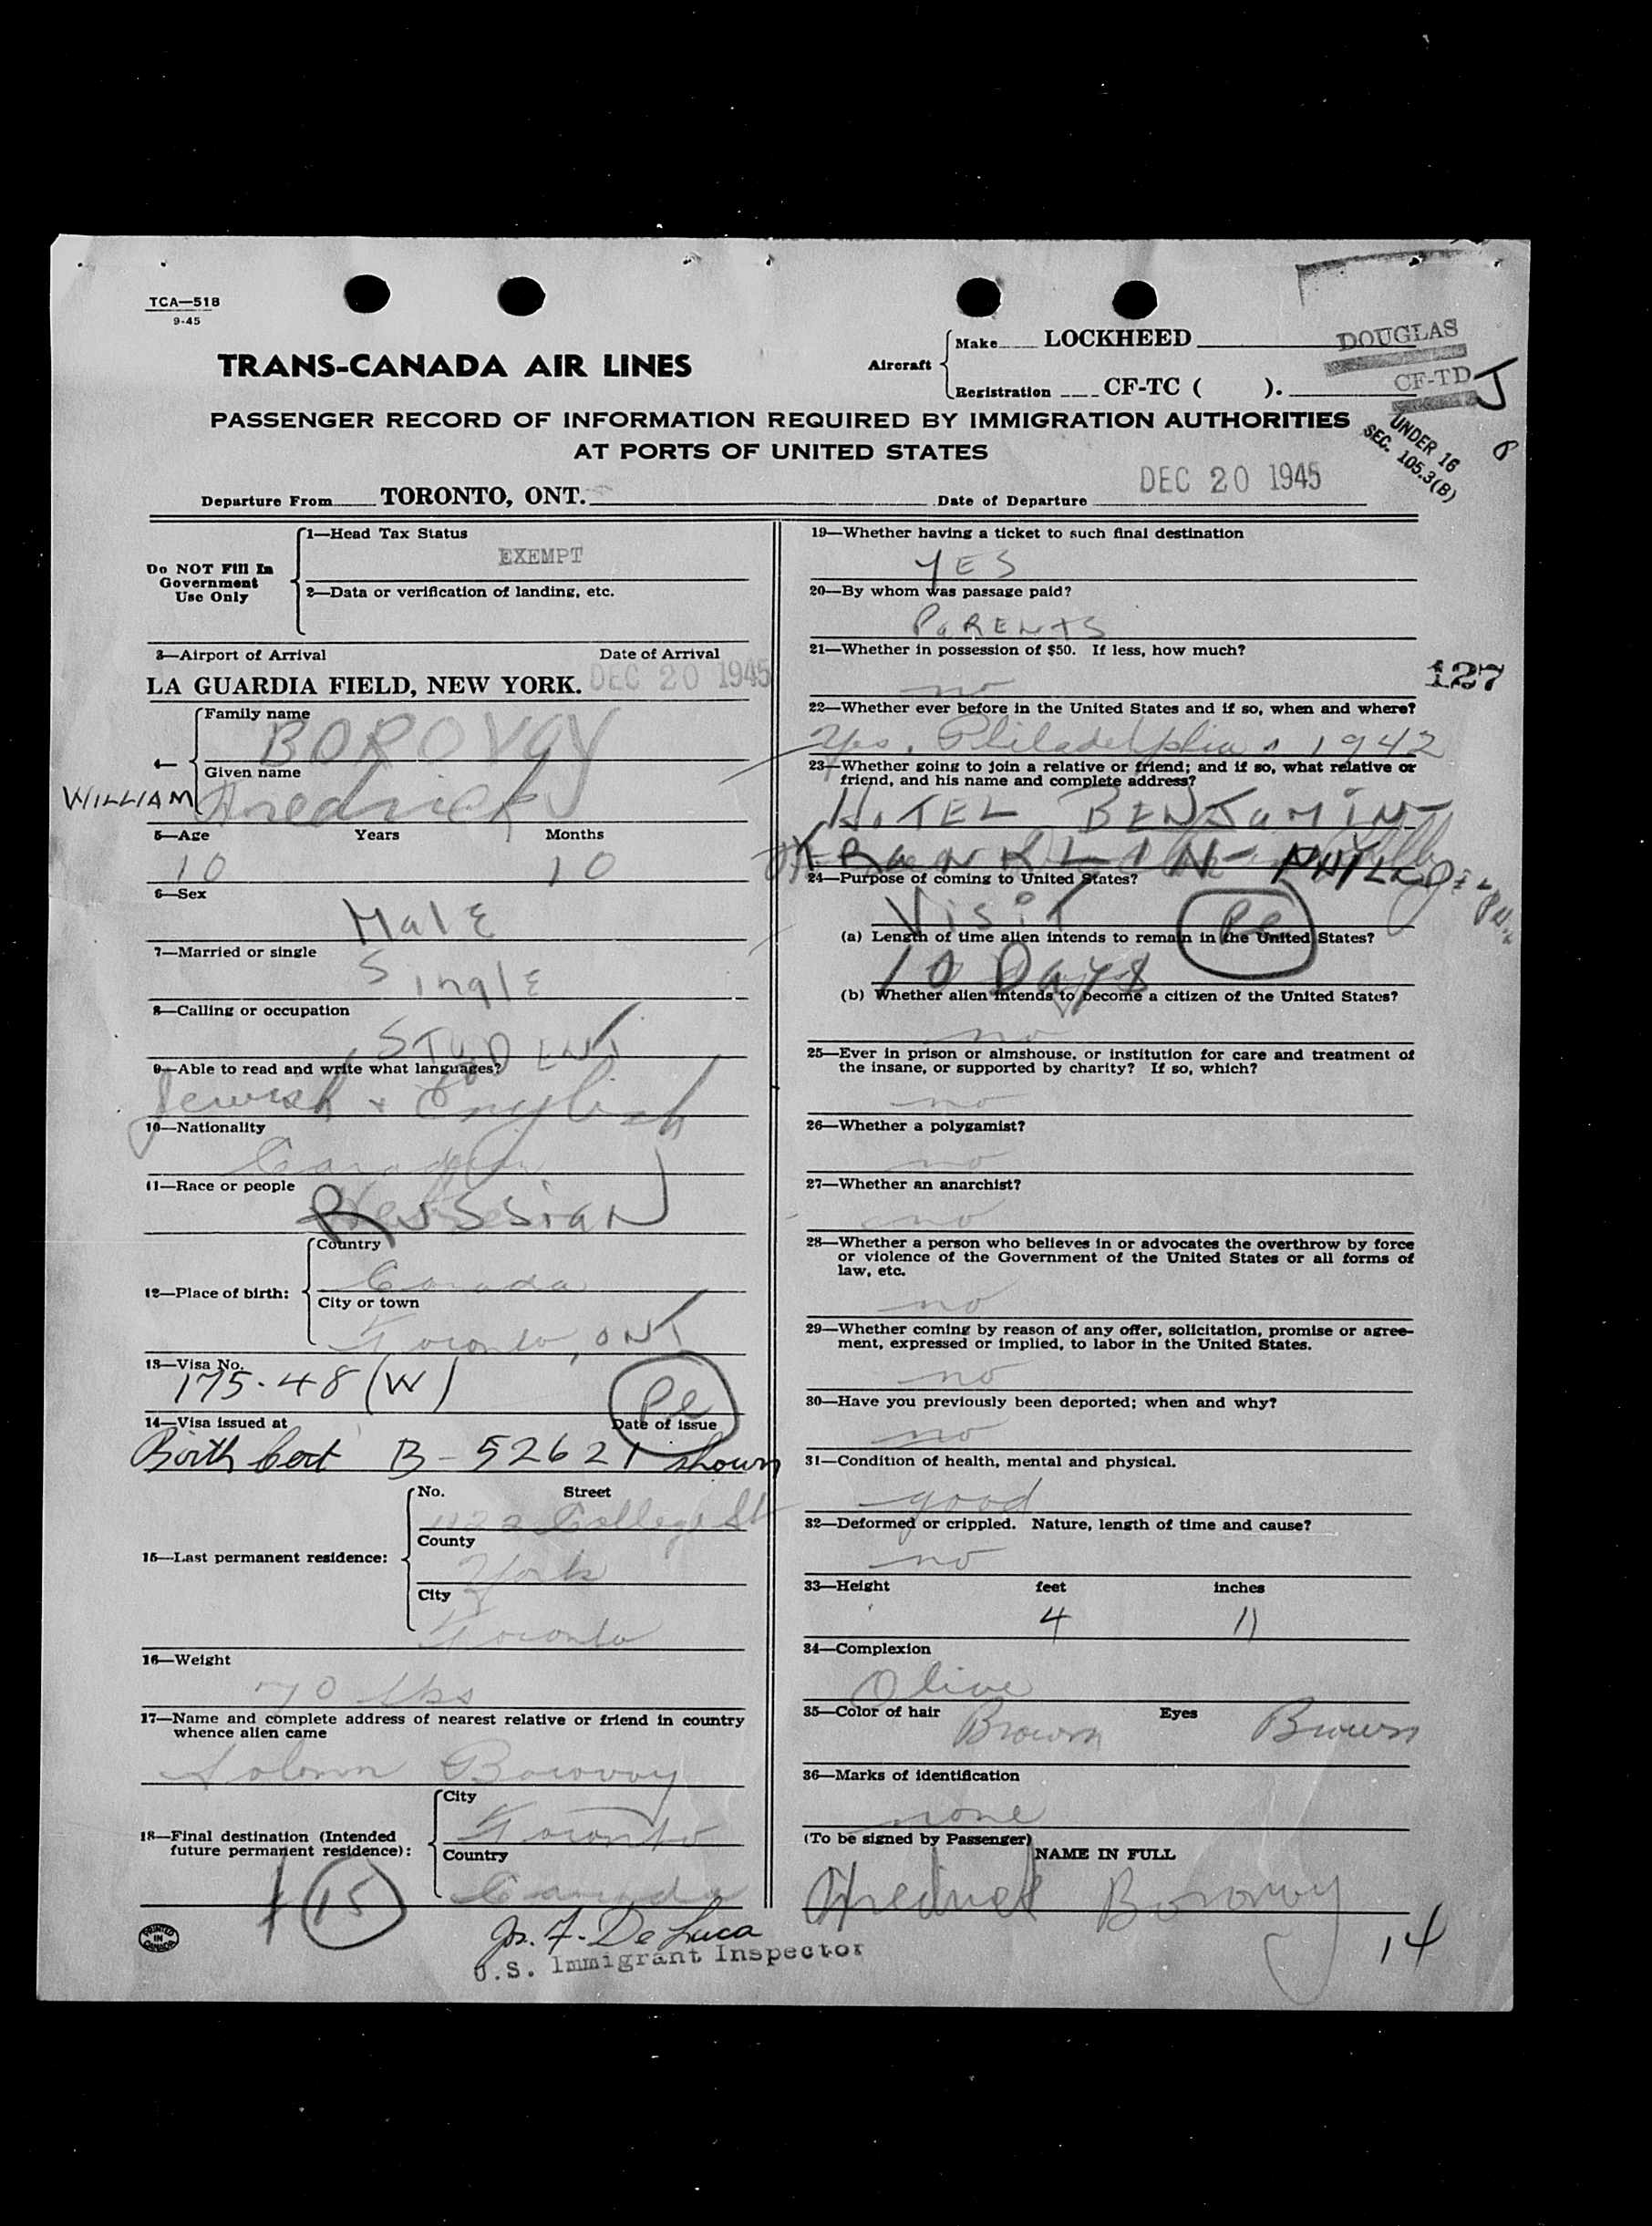 TCA—518
9-45
TRANS-CANADA AIR LINES
Aircraft
Make LOCKHEED DOUGLAS
Registration CF-TC ( ). CF-TD J
PASSENGER RECORD OF INFORMATION REQUIRED BY IMMIGRATION AUTHORITIES
AT PORTS OF UNITED STATES
UNDER 16
SEC. 105.3(B)
8
Departure From TORONTO, ONT. Date of Departure DEC 20 1945
Do NOT Fill In
Government
Use Only
1—Head Tax Status
EXEMPT
2—Data or verification of landing, etc.
3—Airport of Arrival Date of Arrival
LA GUARDIA FIELD, NEW YORK. DEC 20 1945
Family name
BOROVOY
Given name
WILLIAM Fredrick
5—Age Years Months
10 10
6—Sex
Male
7—Married or single
Single
8—Calling or occupation
STUDENT
9—Able to read and write what languages?
Jewish + English
10—Nationality
Canadian
11—Race or people
RUSSIAN
12—Place of birth:
Country
Canada
City or town
Toronto, ONT
13—Visa No.
175.48 (W)
Pe
14—Visa issued at Date of issue
Birth Cert B-52621 shown
15—Last permanent residence:
No. Street
College St
County
York
City
Toronto
16—Weight
70 lbs
17—Name and complete address of nearest relative or friend in country
whence alien came
Solomon Borovoy
18—Final destination (Intended
future permanent residence):
City
Toronto
Country
Canada
15
PRINTED
IN
CANADA
Jos. F. De Luca
U.S. Immigrant Inspector
19—Whether having a ticket to such final destination
YES
20—By whom was passage paid?
PARENTS
21—Whether in possession of $50. If less, how much?
no
127
22—Whether ever before in the United States and if so, when and where?
Yes. Philadelphia 1942
23—Whether going to join a relative or friend; and if so, what relative or
friend, and his name and complete address?
HOTEL BENJAMIN
FRANKLIN - PHILL
24—Purpose of coming to United States?
Visit
Pe
(a) Length of time alien intends to remain in the United States?
10 Days
(b) Whether alien intends to become a citizen of the United States?
no
25—Ever in prison or almshouse, or institution for care and treatment of
the insane, or supported by charity? If so, which?
no
26—Whether a polygamist?
no
27—Whether an anarchist?
no
28—Whether a person who believes in or advocates the overthrow by force
or violence of the Government of the United States or all forms of
law, etc.
no
29—Whether coming by reason of any offer, solicitation, promise or agree-
ment, expressed or implied, to labor in the United States.
no
30—Have you previously been deported; when and why?
no
31—Condition of health, mental and physical.
good
32—Deformed or crippled. Nature, length of time and cause?
no
33—Height feet inches
4 11
34—Complexion
Olive
35—Color of hair Brown Eyes Brown
36—Marks of identification
none
(To be signed by Passenger)
NAME IN FULL
Fredrick Borovoy
14